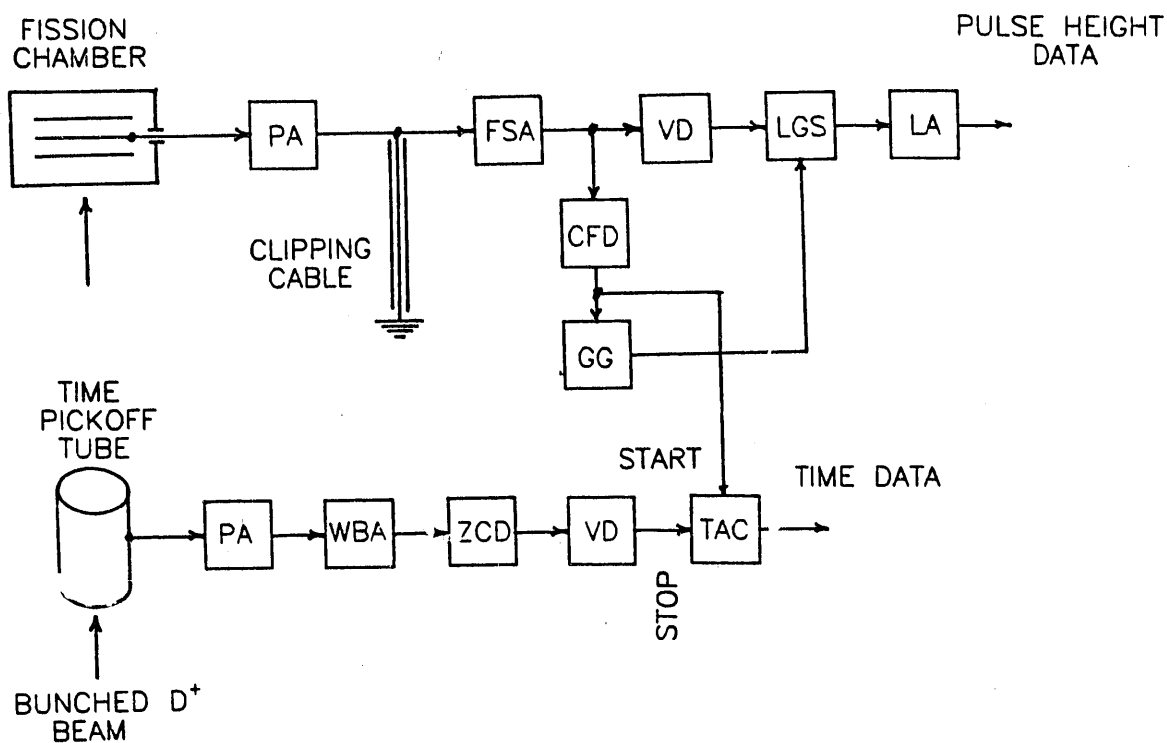 FISSION
CHAMBER
PULSE HEIGHT
DATA
PA
FSA
VD
LGS
LA
CLIPPING
CABLE
CFD
GG
TIME
PICKOFF
TUBE
START
TIME DATA
PA
WBA
ZCD
VD
TAC
STOP
BUNCHED D⁺
BEAM